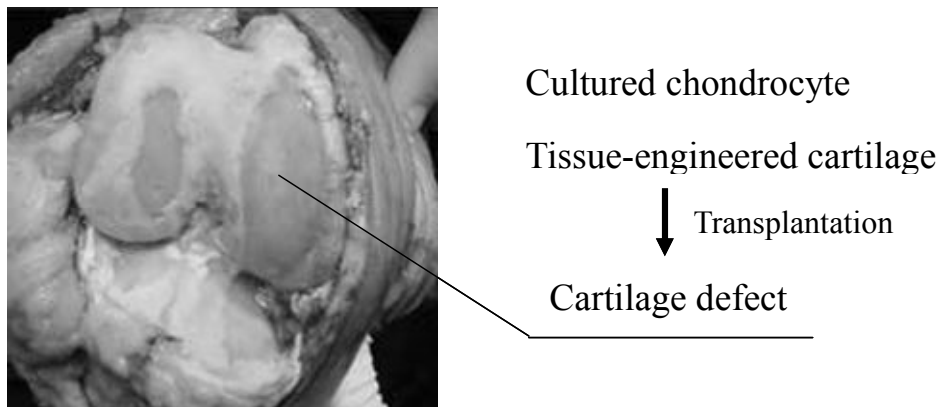 Cultured chondrocyte
Tissue-engineered cartilage
Transplantation
Cartilage defect